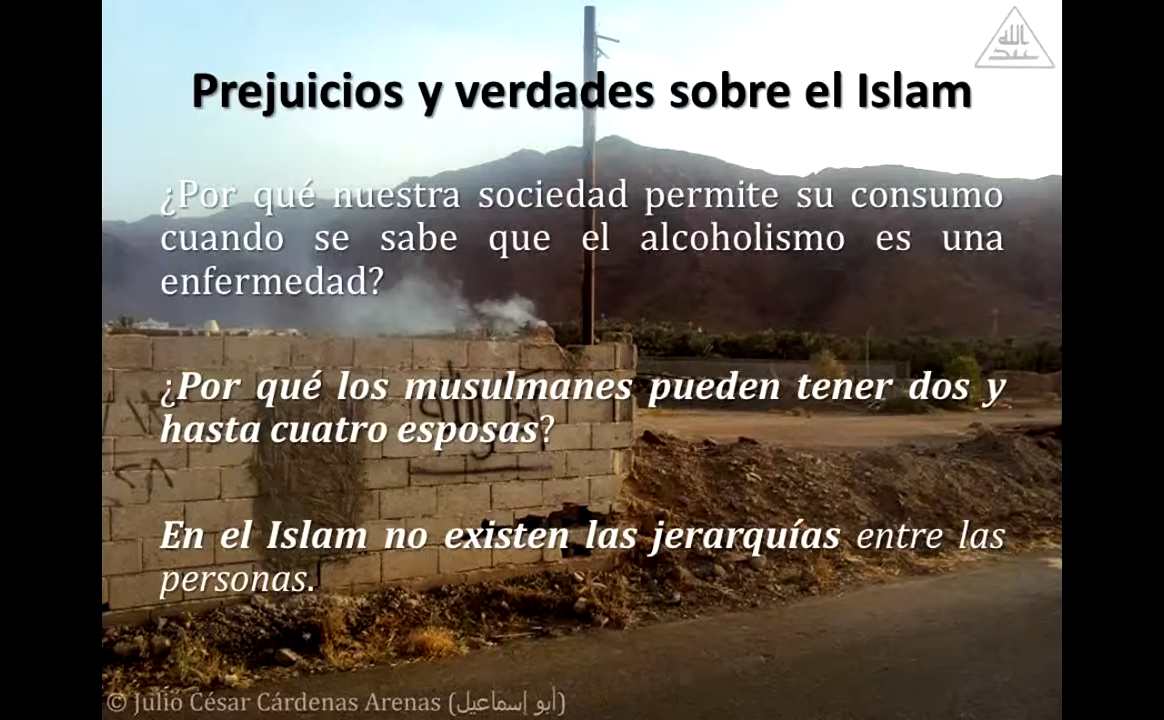 Prejuicios y verdades sobre el Islam
¿Por qué nuestra sociedad permite su consumo
cuando se sabe que el alcoholismo es una
enfermedad?
¿Por qué los musulmanes pueden tener dos y
hasta cuatro esposas?
En el Islam no existen las jerarquías entre las
personas.
© Julio César Cárdenas Arenas (أبو إسماعيل)